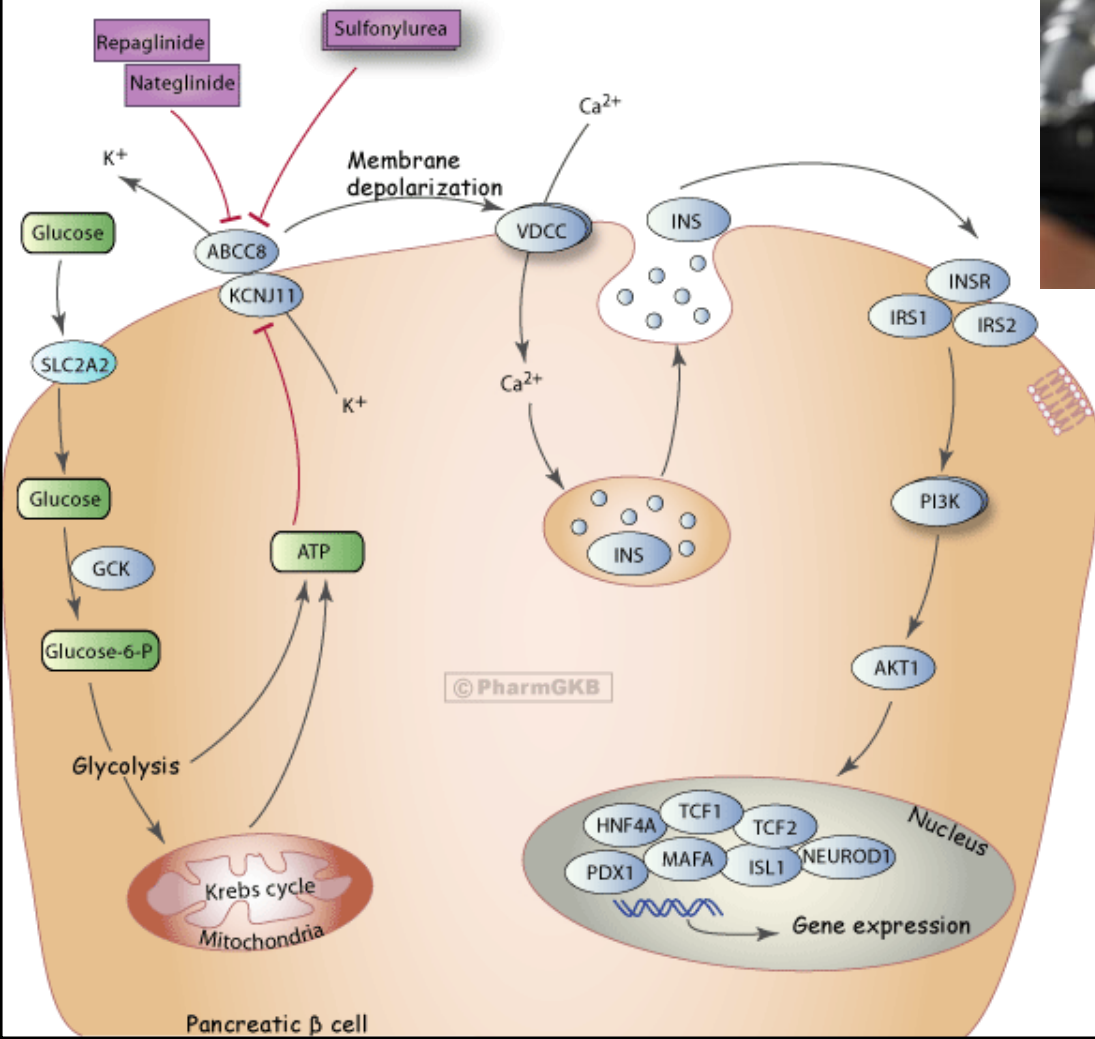 Repaglinide
Nateglinide
Sulfonylurea
K+
Ca2+
Membrane
depolarization
Glucose
ABCC8
KCNJ11
VDCC
INS
INSR
IRS1
IRS2
SLC2A2
K+
Ca2+
Glucose
GCK
ATP
INS
PI3K
Glucose-6-P
AKT1
© PharmGKB
Glycolysis
Krebs cycle
Mitochondria
HNF4A
TCF1
TCF2
Nucleus
PDX1
MAFA
ISL1
NEUROD1
Gene expression
Pancreatic β cell